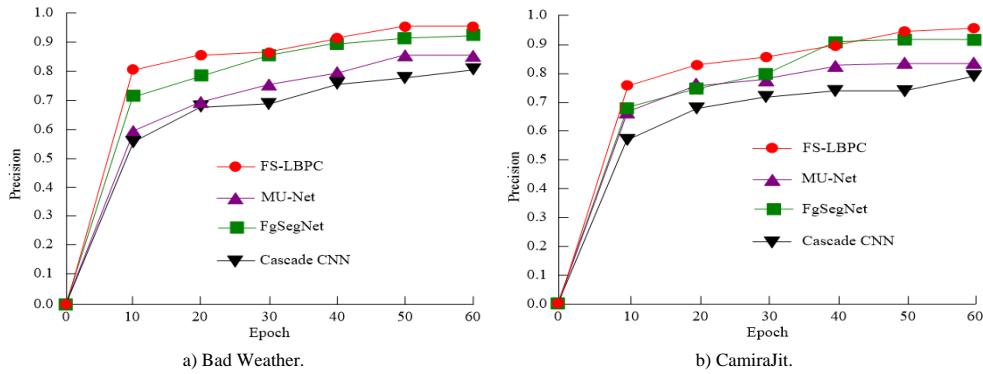 1.0
0.9
0.8
0.7
0.6
0.5
0.4
0.3
0.2
0.1
0.0
Precision
FS-LBPC
MU-Net
FgSegNet
Cascade CNN
0 10 20 30 40 50 60
Epoch
a) Bad Weather.
1.0
0.9
0.8
0.7
0.6
0.5
0.4
0.3
0.2
0.1
0.0
Precision
FS-LBPC
MU-Net
FgSegNet
Cascade CNN
0 10 20 30 40 50 60
Epoch
b) CamiraJit.